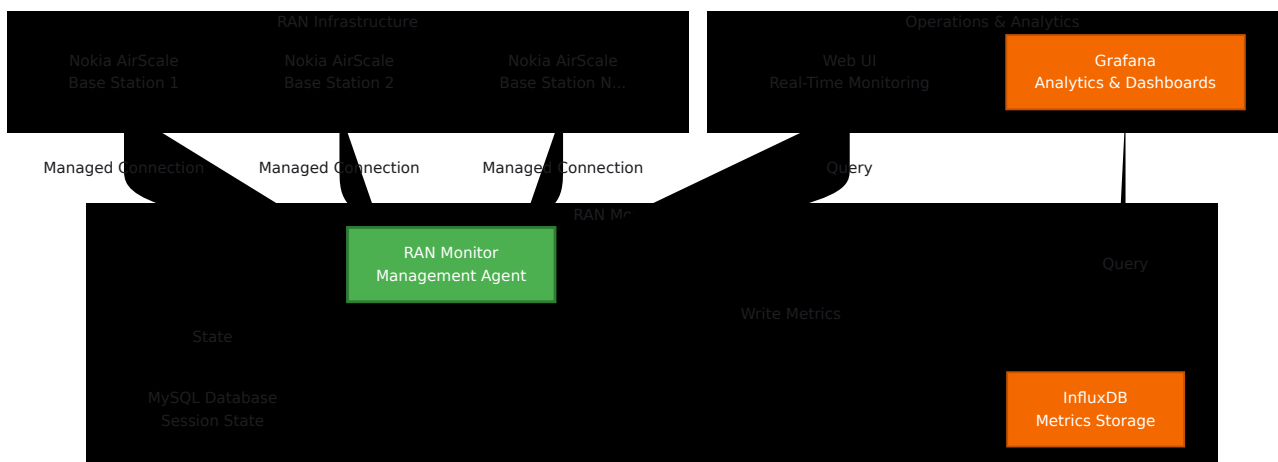 RAN Infrastructure
Operations & Analytics
Nokia AirScale
Base Station 1
Nokia AirScale
Base Station 2
Nokia AirScale
Base Station N...
Web UI
Real-Time Monitoring
Grafana
Analytics & Dashboards
Managed Connection
Managed Connection
Managed Connection
Query
RAN
RAN Monitor
Management Agent
Query
Write Metrics
State
MySQL Database
Session State
InfluxDB
Metrics Storage